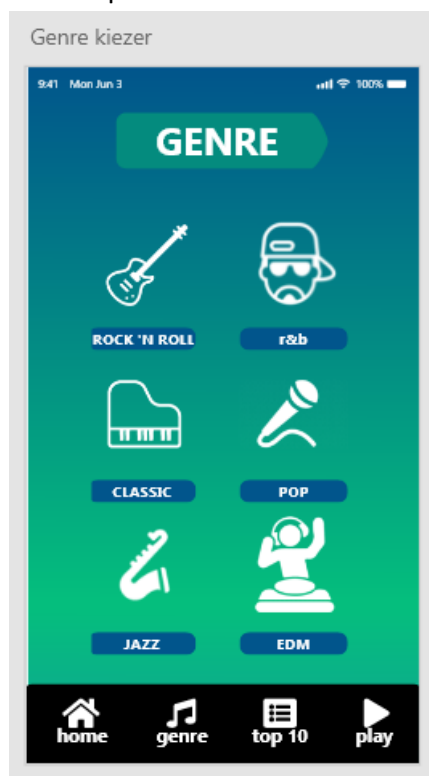 Genre kiezer
9:41 Mon Jun 3 100%
GENRE
ROCK 'N ROLL r&b
CLASSIC POP
JAZZ EDM
home genre top 10 play